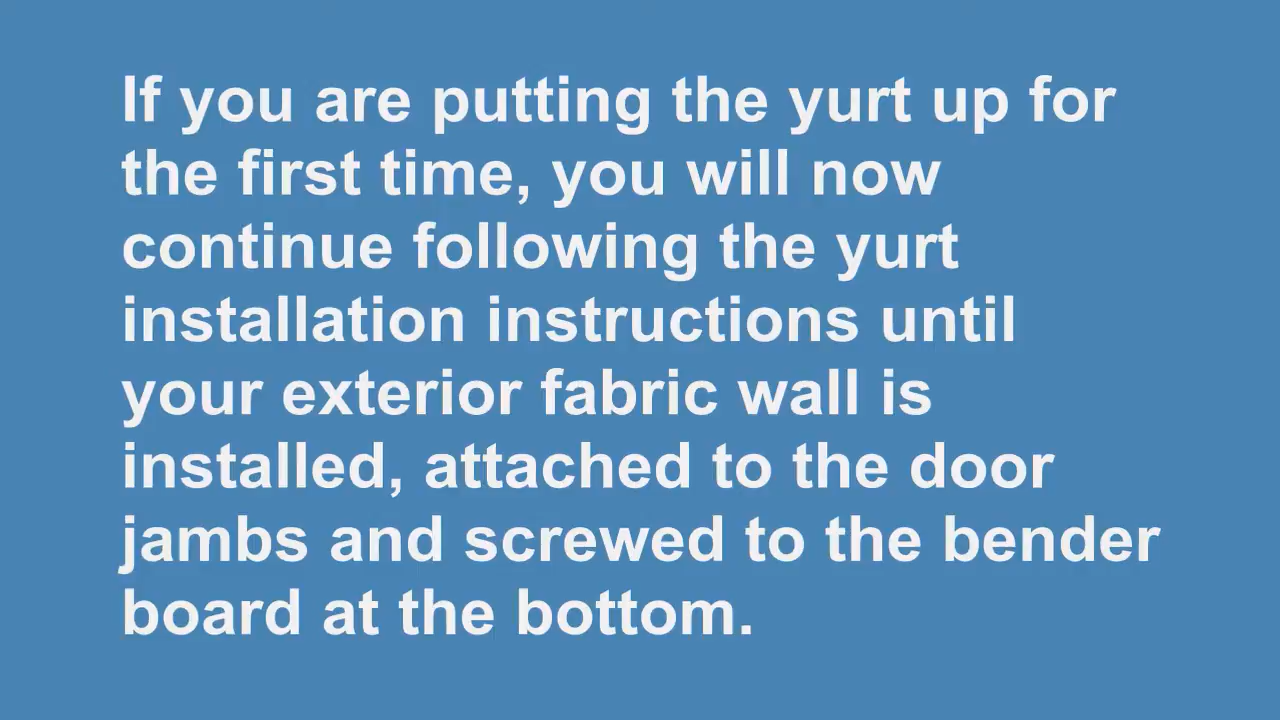 If you are putting the yurt up for
the first time, you will now
continue following the yurt
installation instructions until
your exterior fabric wall is
installed, attached to the door
jambs and screwed to the bender
board at the bottom.